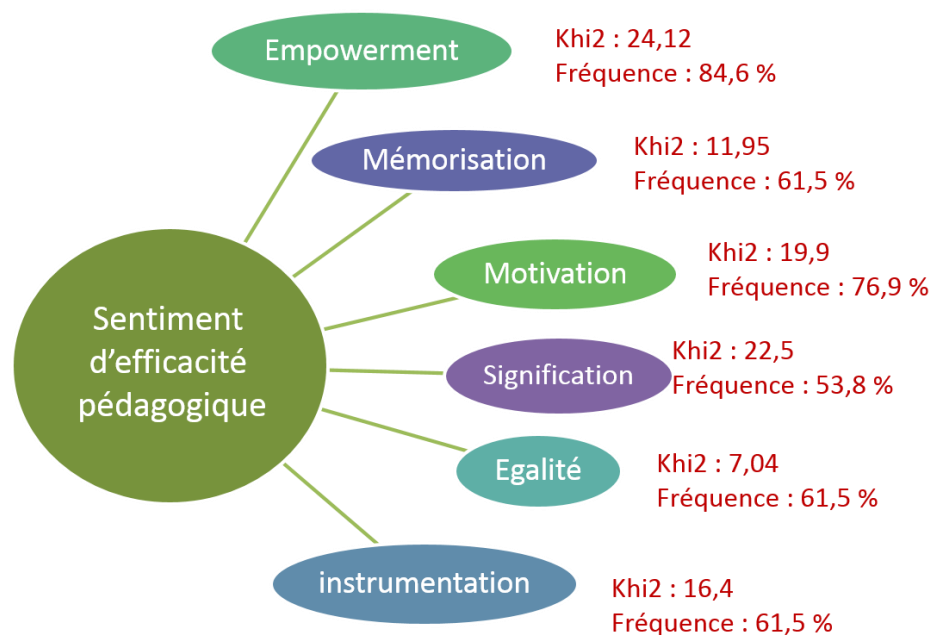 Empowerment
Khi2 : 24,12
Fréquence : 84,6 %
Mémorisation
Khi2 : 11,95
Fréquence : 61,5 %
Motivation
Khi2 : 19,9
Fréquence : 76,9 %
Sentiment
d’efficacité
pédagogique
Signification
Khi2 : 22,5
Fréquence : 53,8 %
Egalité
Khi2 : 7,04
Fréquence : 61,5 %
instrumentation
Khi2 : 16,4
Fréquence : 61,5 %